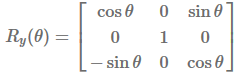 R_y(θ) = [ cos θ 0 sin θ
0 1 0
− sin θ 0 cos θ ]